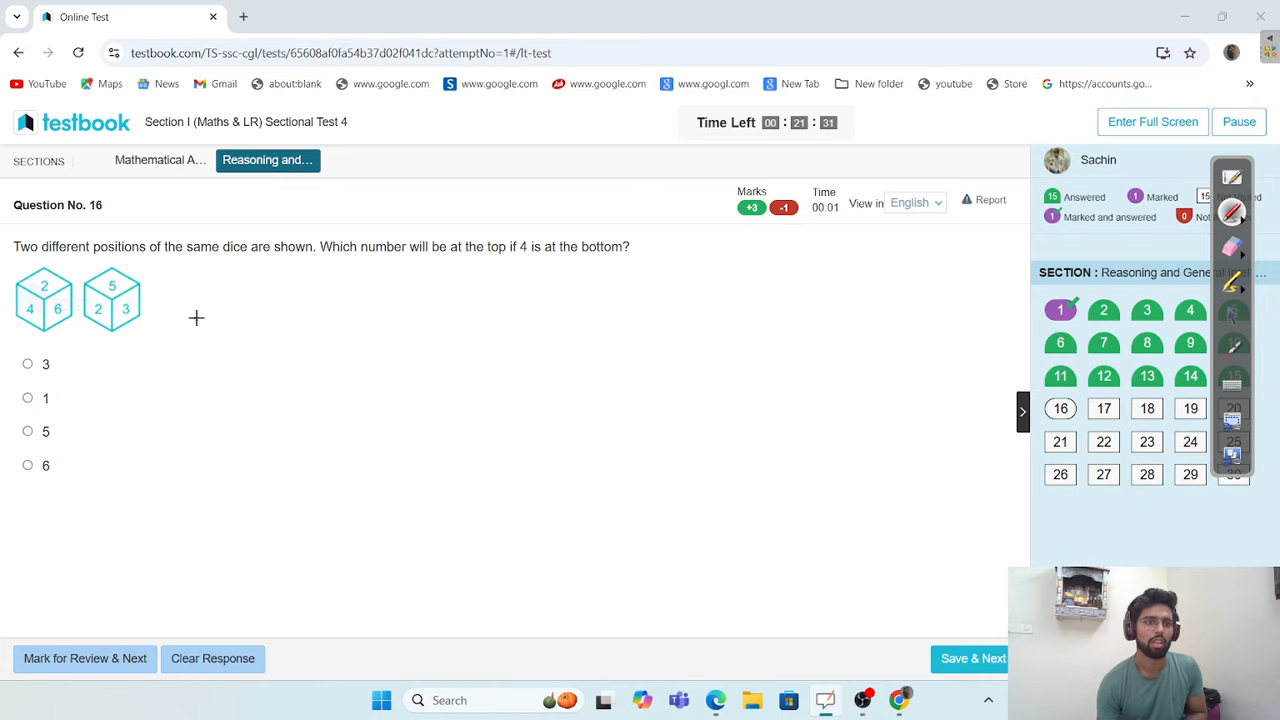 Online Test
testbook.com/TS-ssc-cgl/tests/65608af0fa54b37d02f041dc?attemptNo=1#/lt-test
YouTube Maps News Gmail about:blank www.google.com www.google.com www.google.com www.googl.com New Tab New folder youtube Store https://accounts.go...
testbook Section I (Maths & LR) Sectional Test 4 Time Left 00 : 21 : 31 Enter Full Screen Pause
SECTIONS Mathematical A... Reasoning and... Sachin
Question No. 16 Marks +3 -1 Time 00:01 View in English Report
15 Answered 1 Marked 15
1 Marked and answered 0
Two different positions of the same dice are shown. Which number will be at the top if 4 is at the bottom?
SECTION : Reasoning and General
2 5
4 6 2 3
3
1
5
6
1 2 3 4
6 7 8 9
11 12 13 14 15
16 17 18 19 20
21 22 23 24 25
26 27 28 29 30
Mark for Review & Next Clear Response Save & Next
Search